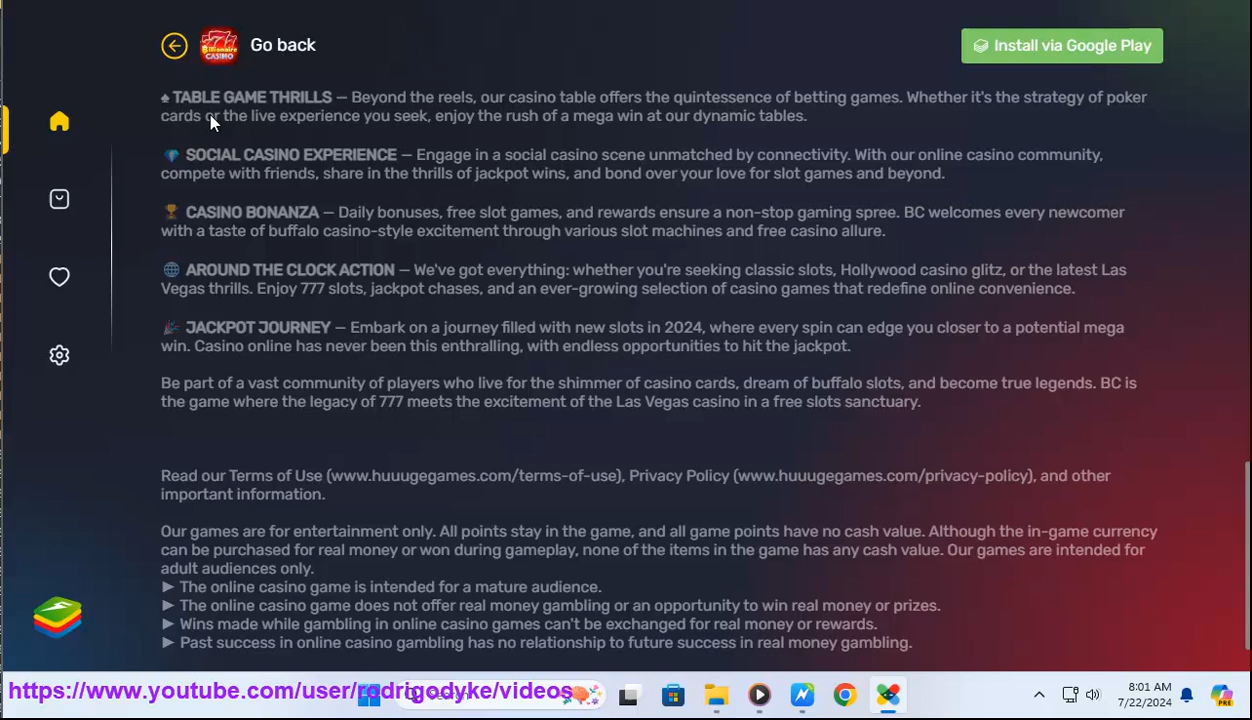 Go back
Install via Google Play
♠ TABLE GAME THRILLS — Beyond the reels, our casino table offers the quintessence of betting games. Whether it's the strategy of poker
cards or the live experience you seek, enjoy the rush of a mega win at our dynamic tables.
💎 SOCIAL CASINO EXPERIENCE — Engage in a social casino scene unmatched by connectivity. With our online casino community,
compete with friends, share in the thrills of jackpot wins, and bond over your love for slot games and beyond.
🏆 CASINO BONANZA — Daily bonuses, free slot games, and rewards ensure a non-stop gaming spree. BC welcomes every newcomer
with a taste of buffalo casino-style excitement through various slot machines and free casino allure.
🌐 AROUND THE CLOCK ACTION — We've got everything: whether you're seeking classic slots, Hollywood casino glitz, or the latest Las
Vegas thrills. Enjoy 777 slots, jackpot chases, and an ever-growing selection of casino games that redefine online convenience.
🎉 JACKPOT JOURNEY — Embark on a journey filled with new slots in 2024, where every spin can edge you closer to a potential mega
win. Casino online has never been this enthralling, with endless opportunities to hit the jackpot.
Be part of a vast community of players who live for the shimmer of casino cards, dream of buffalo slots, and become true legends. BC is
the game where the legacy of 777 meets the excitement of the Las Vegas casino in a free slots sanctuary.
Read our Terms of Use (www.huuugegames.com/terms-of-use), Privacy Policy (www.huuugegames.com/privacy-policy), and other
important information.
Our games are for entertainment only. All points stay in the game, and all game points have no cash value. Although the in-game currency
can be purchased for real money or won during gameplay, none of the items in the game has any cash value. Our games are intended for
adult audiences only.
► The online casino game is intended for a mature audience.
► The online casino game does not offer real money gambling or an opportunity to win real money or prizes.
► Wins made while gambling in online casino games can't be exchanged for real money or rewards.
► Past success in online casino gambling has no relationship to future success in real money gambling.
https://www.youtube.com/user/rodrigodyke/videos
8:01 AM
7/22/2024
PRE